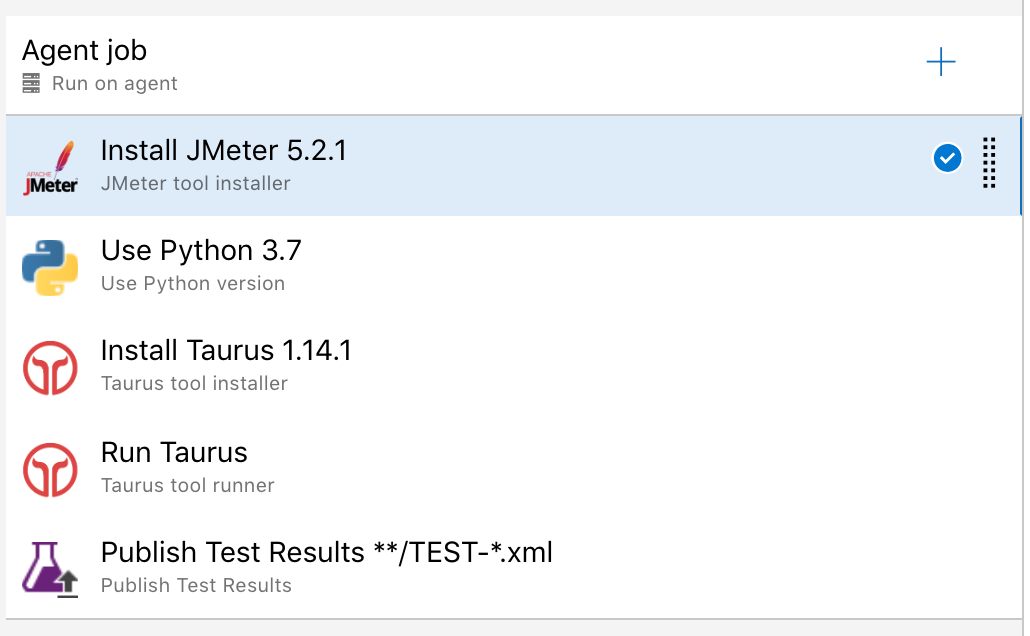 Agent job
Run on agent
Install JMeter 5.2.1
APACHE
JMeter
JMeter tool installer
Use Python 3.7
Use Python version
Install Taurus 1.14.1
Taurus tool installer
Run Taurus
Taurus tool runner
Publish Test Results **/TEST-*.xml
Publish Test Results